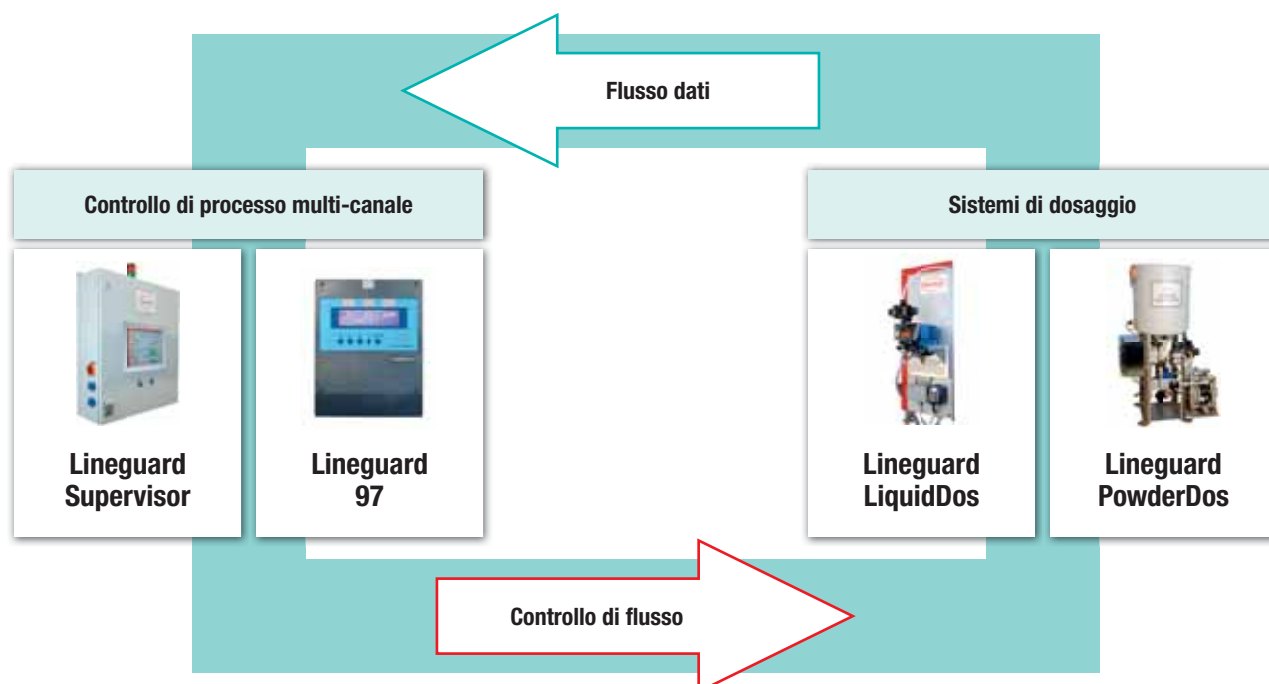 Flusso dati
Controllo di processo multi-canale
Sistemi di dosaggio
Lineguard
Supervisor
Lineguard
97
Lineguard
LiquidDos
Lineguard
PowderDos
Controllo di flusso